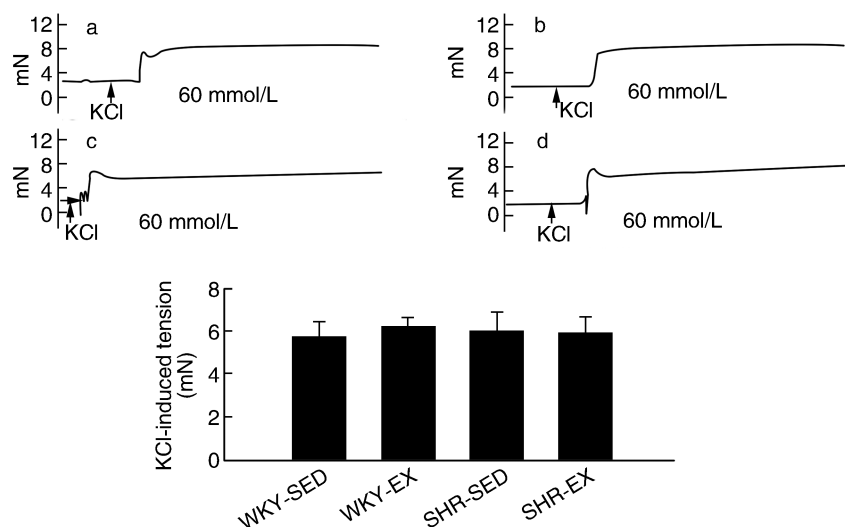 a
12
8
4
0
mN
KCl
60 mmol/L
b
12
8
4
0
mN
KCl
60 mmol/L
c
12
8
4
0
mN
KCl
60 mmol/L
d
12
8
4
0
mN
KCl
60 mmol/L
KCl-induced tension
(mN)
8
6
4
2
0
WKY-SED
WKY-EX
SHR-SED
SHR-EX